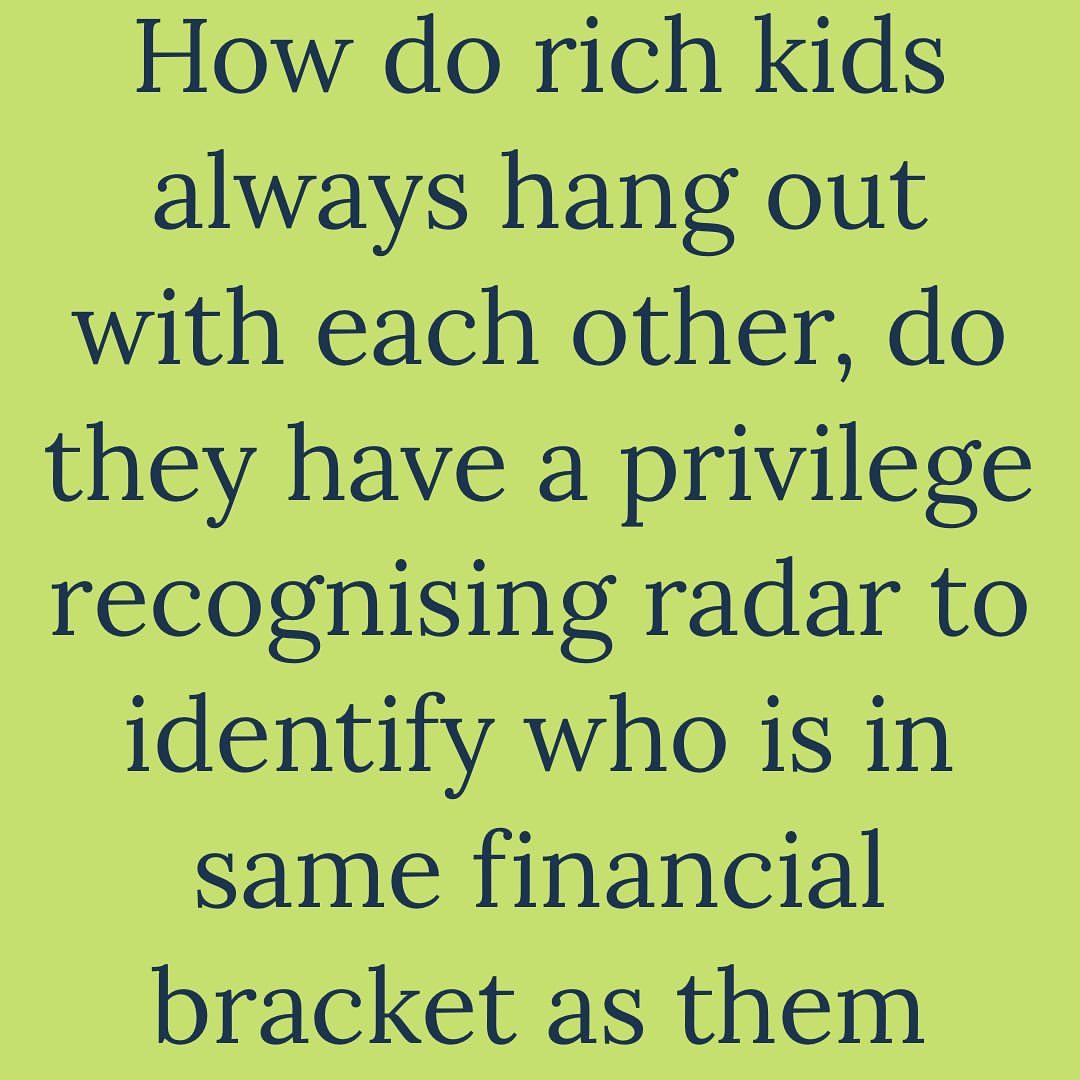 How do rich kids
always hang out
with each other, do
they have a privilege
recognising radar to
identify who is in
same financial
bracket as them